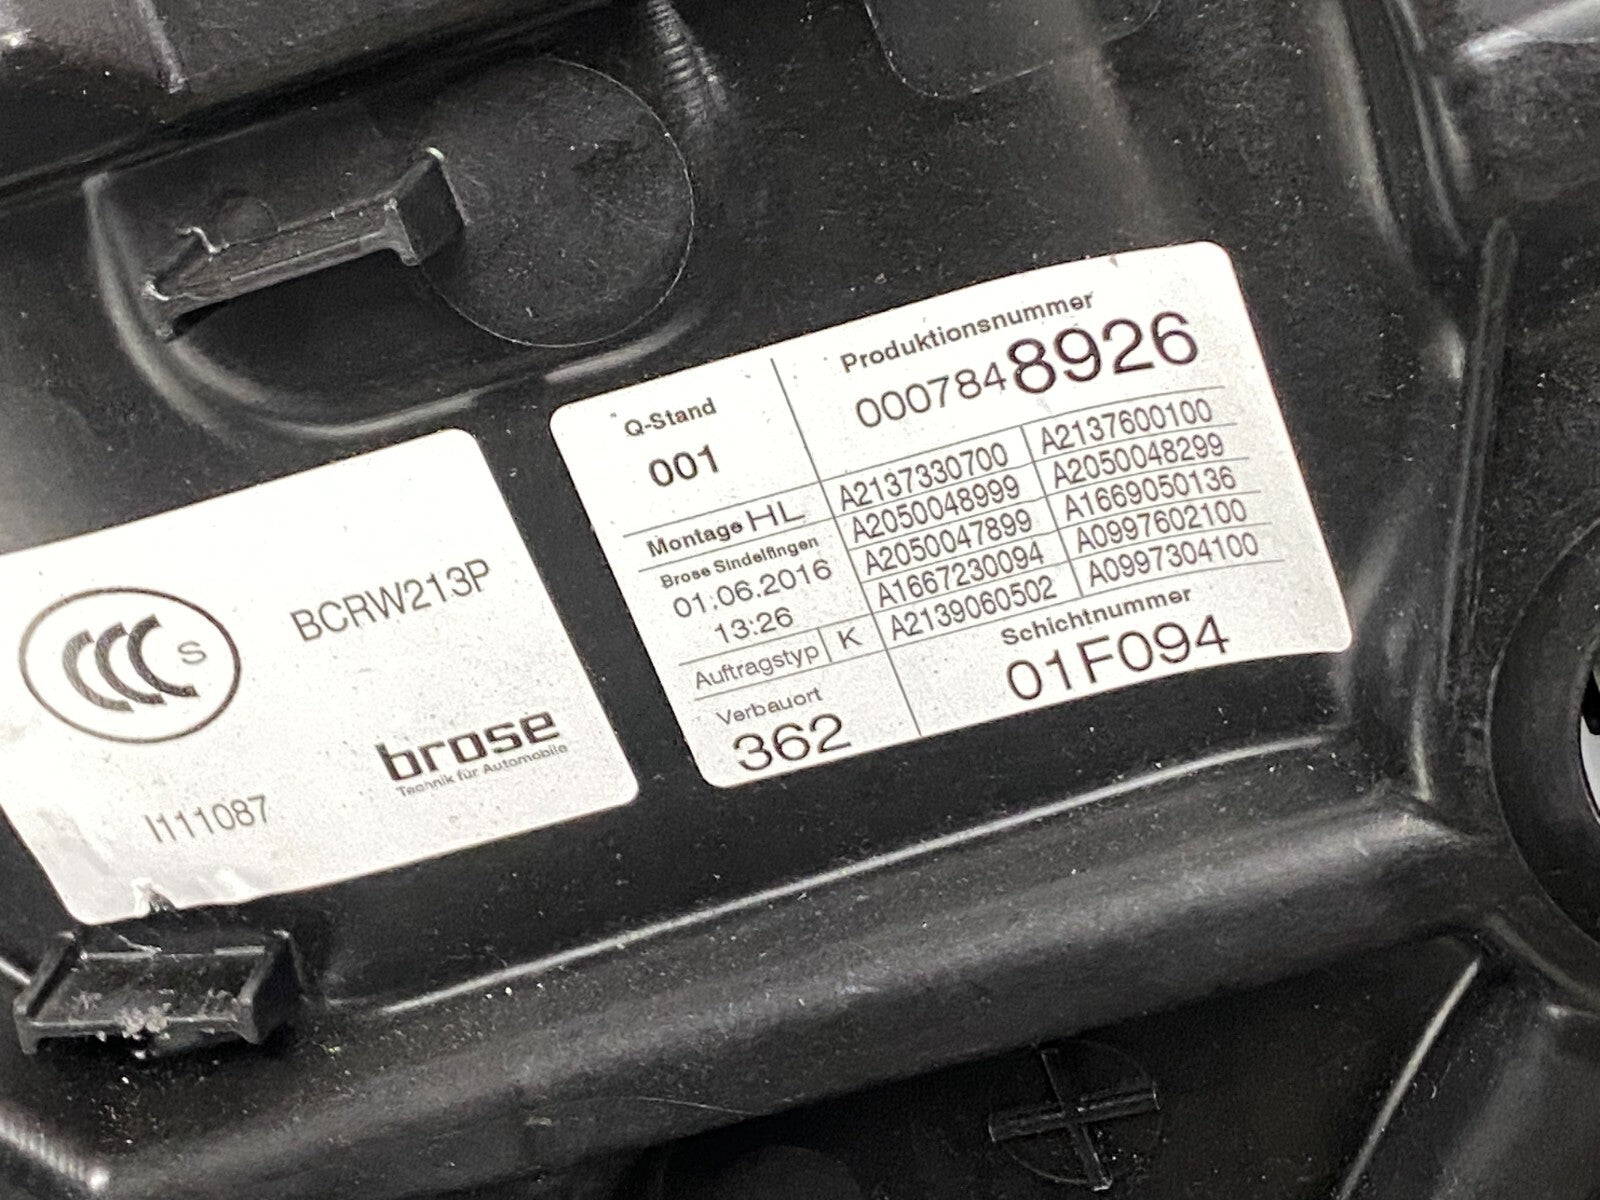 CCC S
BCRW213P
brose
Technik für Automobile
I111087
Q-Stand
001
Produktionsnummer
0007848926
Montage HL
Brose Sindelfingen
01.06.2016
13:26
Auftragstyp K
Verbauort
362
A2137330700 A2137600100
A2050048999 A2050048299
A2050047899 A1669050136
A1667230094 A0997602100
A2139060502 A0997304100
Schichtnummer
01F094